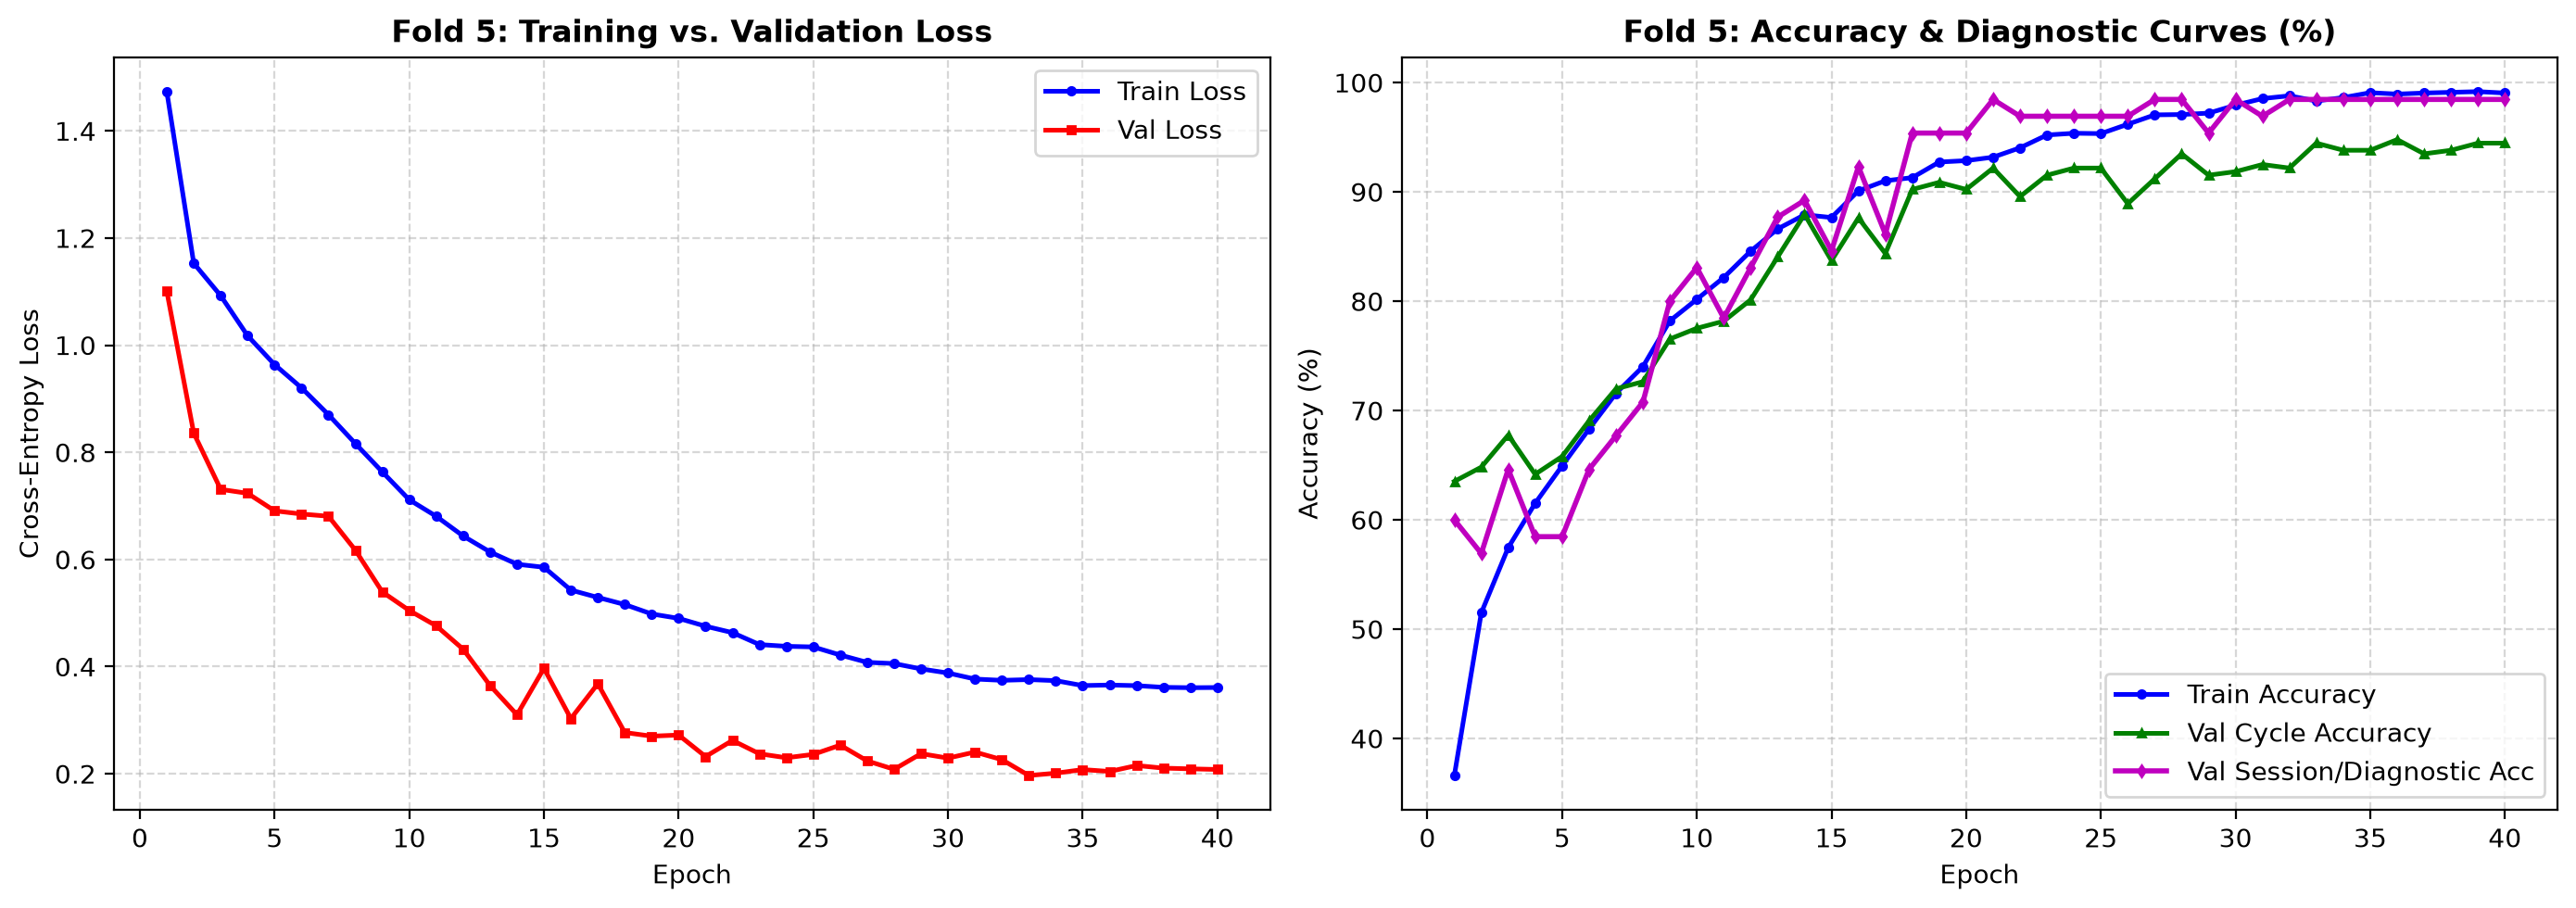 Fold 5: Training vs. Validation Loss
Cross-Entropy Loss
1.4
1.2
1.0
0.8
0.6
0.4
0.2
Train Loss
Val Loss
0 5 10 15 20 25 30 35 40
Epoch
Fold 5: Accuracy & Diagnostic Curves (%)
Accuracy (%)
100
90
80
70
60
50
40
Train Accuracy
Val Cycle Accuracy
Val Session/Diagnostic Acc
0 5 10 15 20 25 30 35 40
Epoch